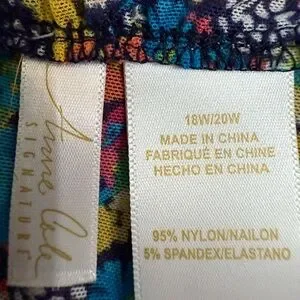 Anne Cole
SIGNATURE
18W/20W
MADE IN CHINA
FABRIQUÉ EN CHINE
HECHO EN CHINA
95% NYLON/NAILON
5% SPANDEX/ELASTANO